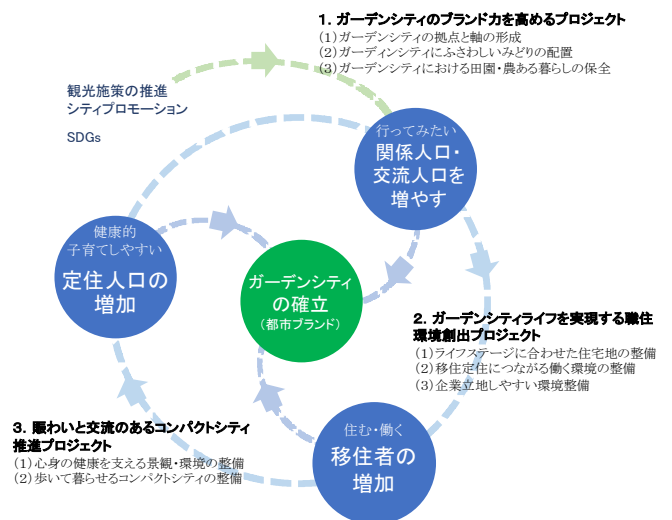 1. ガーデンシティのブランド力を高めるプロジェクト
(1)ガーデンシティの拠点と軸の形成
(2)ガーディンシティにふさわしいみどりの配置
(3)ガーデンシティにおける田園・農ある暮らしの保全
観光施策の推進
シティプロモーション
SDGs
行ってみたい
関係人口・
交流人口を
増やす
健康的
子育てしやすい
定住人口の
増加
ガーデンシティ
の確立
(都市ブランド)
2. ガーデンシティライフを実現する職住
環境創出プロジェクト
(1)ライフステージに合わせた住宅地の整備
(2)移住定住につながる働く環境の整備
(3)企業立地しやすい環境整備
3. 賑わいと交流のあるコンパクトシティ
推進プロジェクト
(1)心身の健康を支える景観・環境の整備
(2)歩いて暮らせるコンパクトシティの整備
住む・働く
移住者の
増加